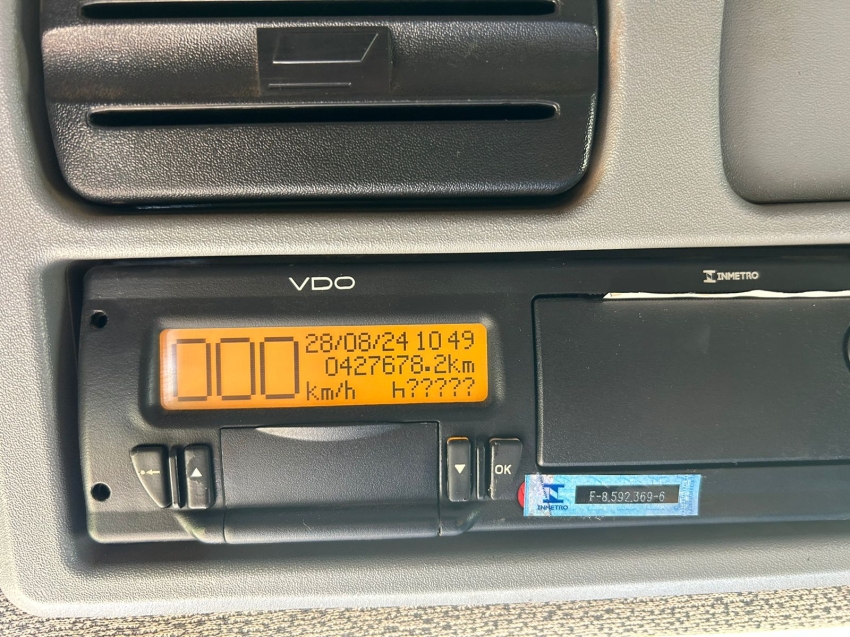 VDO
INMETRO
000 28/08/24 10 49
0427678.2km
km/h h?????
OK
INMETRO
F-8.592.369-6